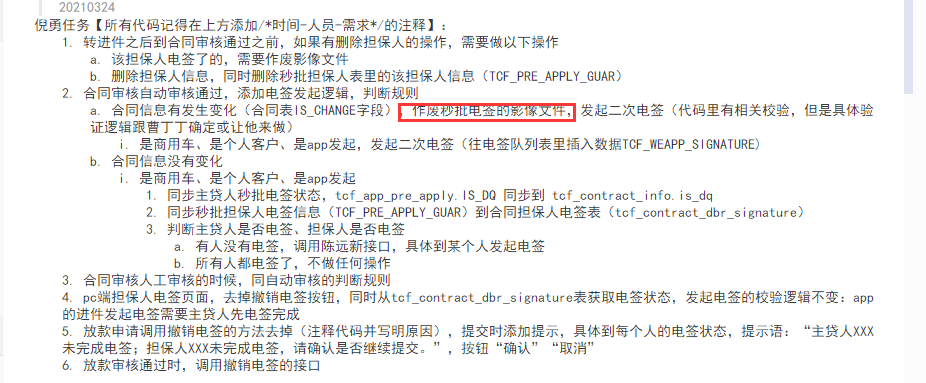 20210324
倪勇任务【所有代码记得在上方添加/*时间-人员-需求*/的注释】：
1. 转进件之后到合同审核通过之前，如果有删除担保人的操作，需要做以下操作
a. 该担保人电签了的，需要作废影像文件
b. 删除担保人信息，同时删除秒批担保人表里的该担保人信息（TCF_PRE_APPLY_GUAR）
2. 合同审核自动审核通过，添加电签发起逻辑，判断规则
a. 合同信息有发生变化（合同表IS_CHANGE字段），作废秒批电签的影像文件，发起二次电签（代码里有相关校验，但是具体验
证逻辑跟曹丁丁确定或让他来做）
i. 是商用车、是个人客户、是app发起，发起二次电签（往电签队列表里插入数据TCF_WEAPP_SIGNATURE)
b. 合同信息没有变化
i. 是商用车、是个人客户、是app发起
1. 同步主贷人秒批电签状态，tcf_app_pre_apply.IS_DQ 同步到 tcf_contract_info.is_dq
2. 同步秒批担保人电签信息（TCF_PRE_APPLY_GUAR）到合同担保人电签表（tcf_contract_dbr_signature）
3. 判断主贷人是否电签、担保人是否电签
a. 有人没有电签，调用陈远新接口，具体到某个人发起电签
b. 所有人都电签了，不做任何操作
3. 合同审核人工审核的时候，同自动审核的判断规则
4. pc端担保人电签页面，去掉撤销电签按钮，同时从tcf_contract_dbr_signature表获取电签状态，发起电签的校验逻辑不变：app
的进件发起电签需要主贷人先电签完成
5. 放款申请调用撤销电签的方法去掉（注释代码并写明原因），提交时添加提示，具体到每个人的电签状态，提示语：“主贷人XXX
未完成电签；担保人XXX未完成电签，请确认是否继续提交。”，按钮“确认”“取消”
6. 放款审核通过时，调用撤销电签的接口